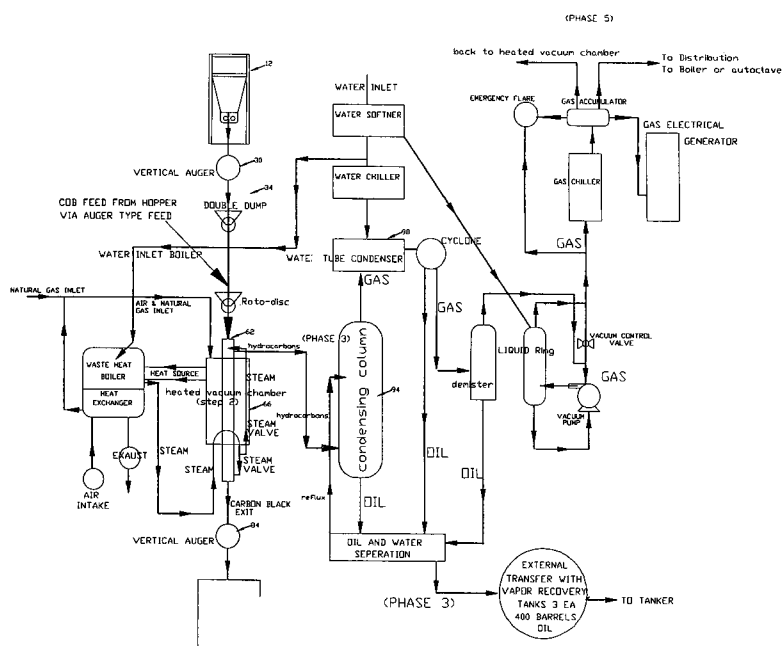 (PHASE 5)
back to heated vacuum chamber
To Distribution
To Boiler or autoclave
12
WATER INLET
EMERGENCY FLARE
GAS ACCUMULATOR
GAS ELECTRICAL
GENERATOR
WATER SOFTNER
VERTICAL AUGER
30
34
WATER CHILLER
GAS CHILLER
COB FEED FROM HOPPER
VIA AUGER TYPE FEED
DOUBLE DUMP
98
CYCLONE
WATER INLET BOILER
WATER TUBE CONDENSER
GAS
GAS
GAS
NATURAL GAS INLET
AIR & NATURAL
GAS INLET
Roto-disc
62
hydrocarbons
(PHASE 3)
VACUUM CONTROL
VALVE
LIQUID Ring
WASTE HEAT
BOILER
HEAT SOURCE
STEAM
demister
GAS
HEAT
EXCHANGER
heated vacuum chamber
(step 2)
66
condensing column
94
hydrocarbons
VACUUM
PUMP
STEAM
VALVE
EXAUST
STEAM
STEAM
STEAM
VALVE
OIL
OIL
AIR
INTAKE
reflux
OIL
CARBON BLACK
EXIT
VERTICAL AUGER
84
OIL AND WATER
SEPERATION
(PHASE 3)
EXTERNAL
TRANSFER WITH
VAPOR RECOVERY
TANKS 3 EA
400 BARRELS
OIL
TO TANKER